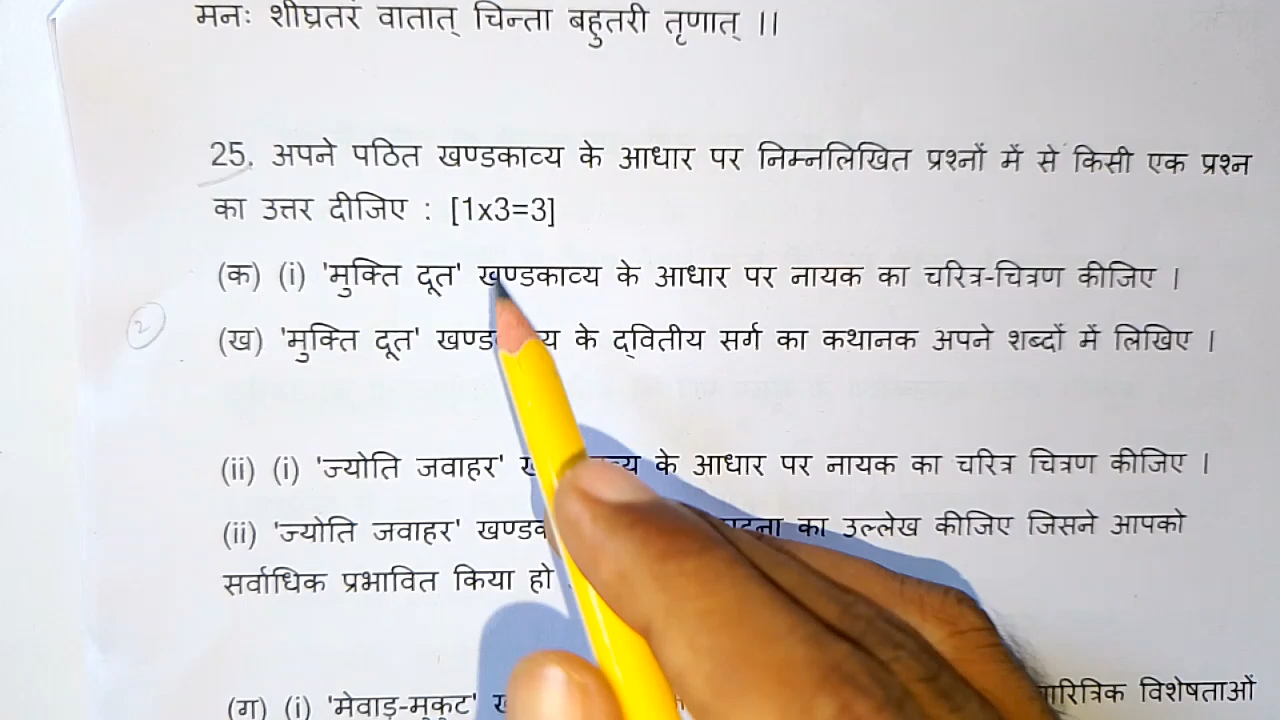 मनः शीघ्रतरं वातात् चिन्ता बहुतरी तृणात् ।।
25. अपने पठित खण्डकाव्य के आधार पर निम्नलिखित प्रश्नों में से किसी एक प्रश्न
का उत्तर दीजिए : [1x3=3]
(क) (i) 'मुक्ति दूत' खण्डकाव्य के आधार पर नायक का चरित्र-चित्रण कीजिए ।
2
(ख) 'मुक्ति दूत' के द्वितीय सर्ग का कथानक अपने शब्दों में लिखिए ।
(ii) (i) 'ज्योति जवाहर' के आधार पर नायक का चरित्र चित्रण कीजिए ।
(ii) 'ज्योति जवाहर' का उल्लेख कीजिए जिसने आपको
सर्वाधिक प्रभावित किया हो
(ग) (i) 'मेवाड़-मुकुट' विशेषताओं